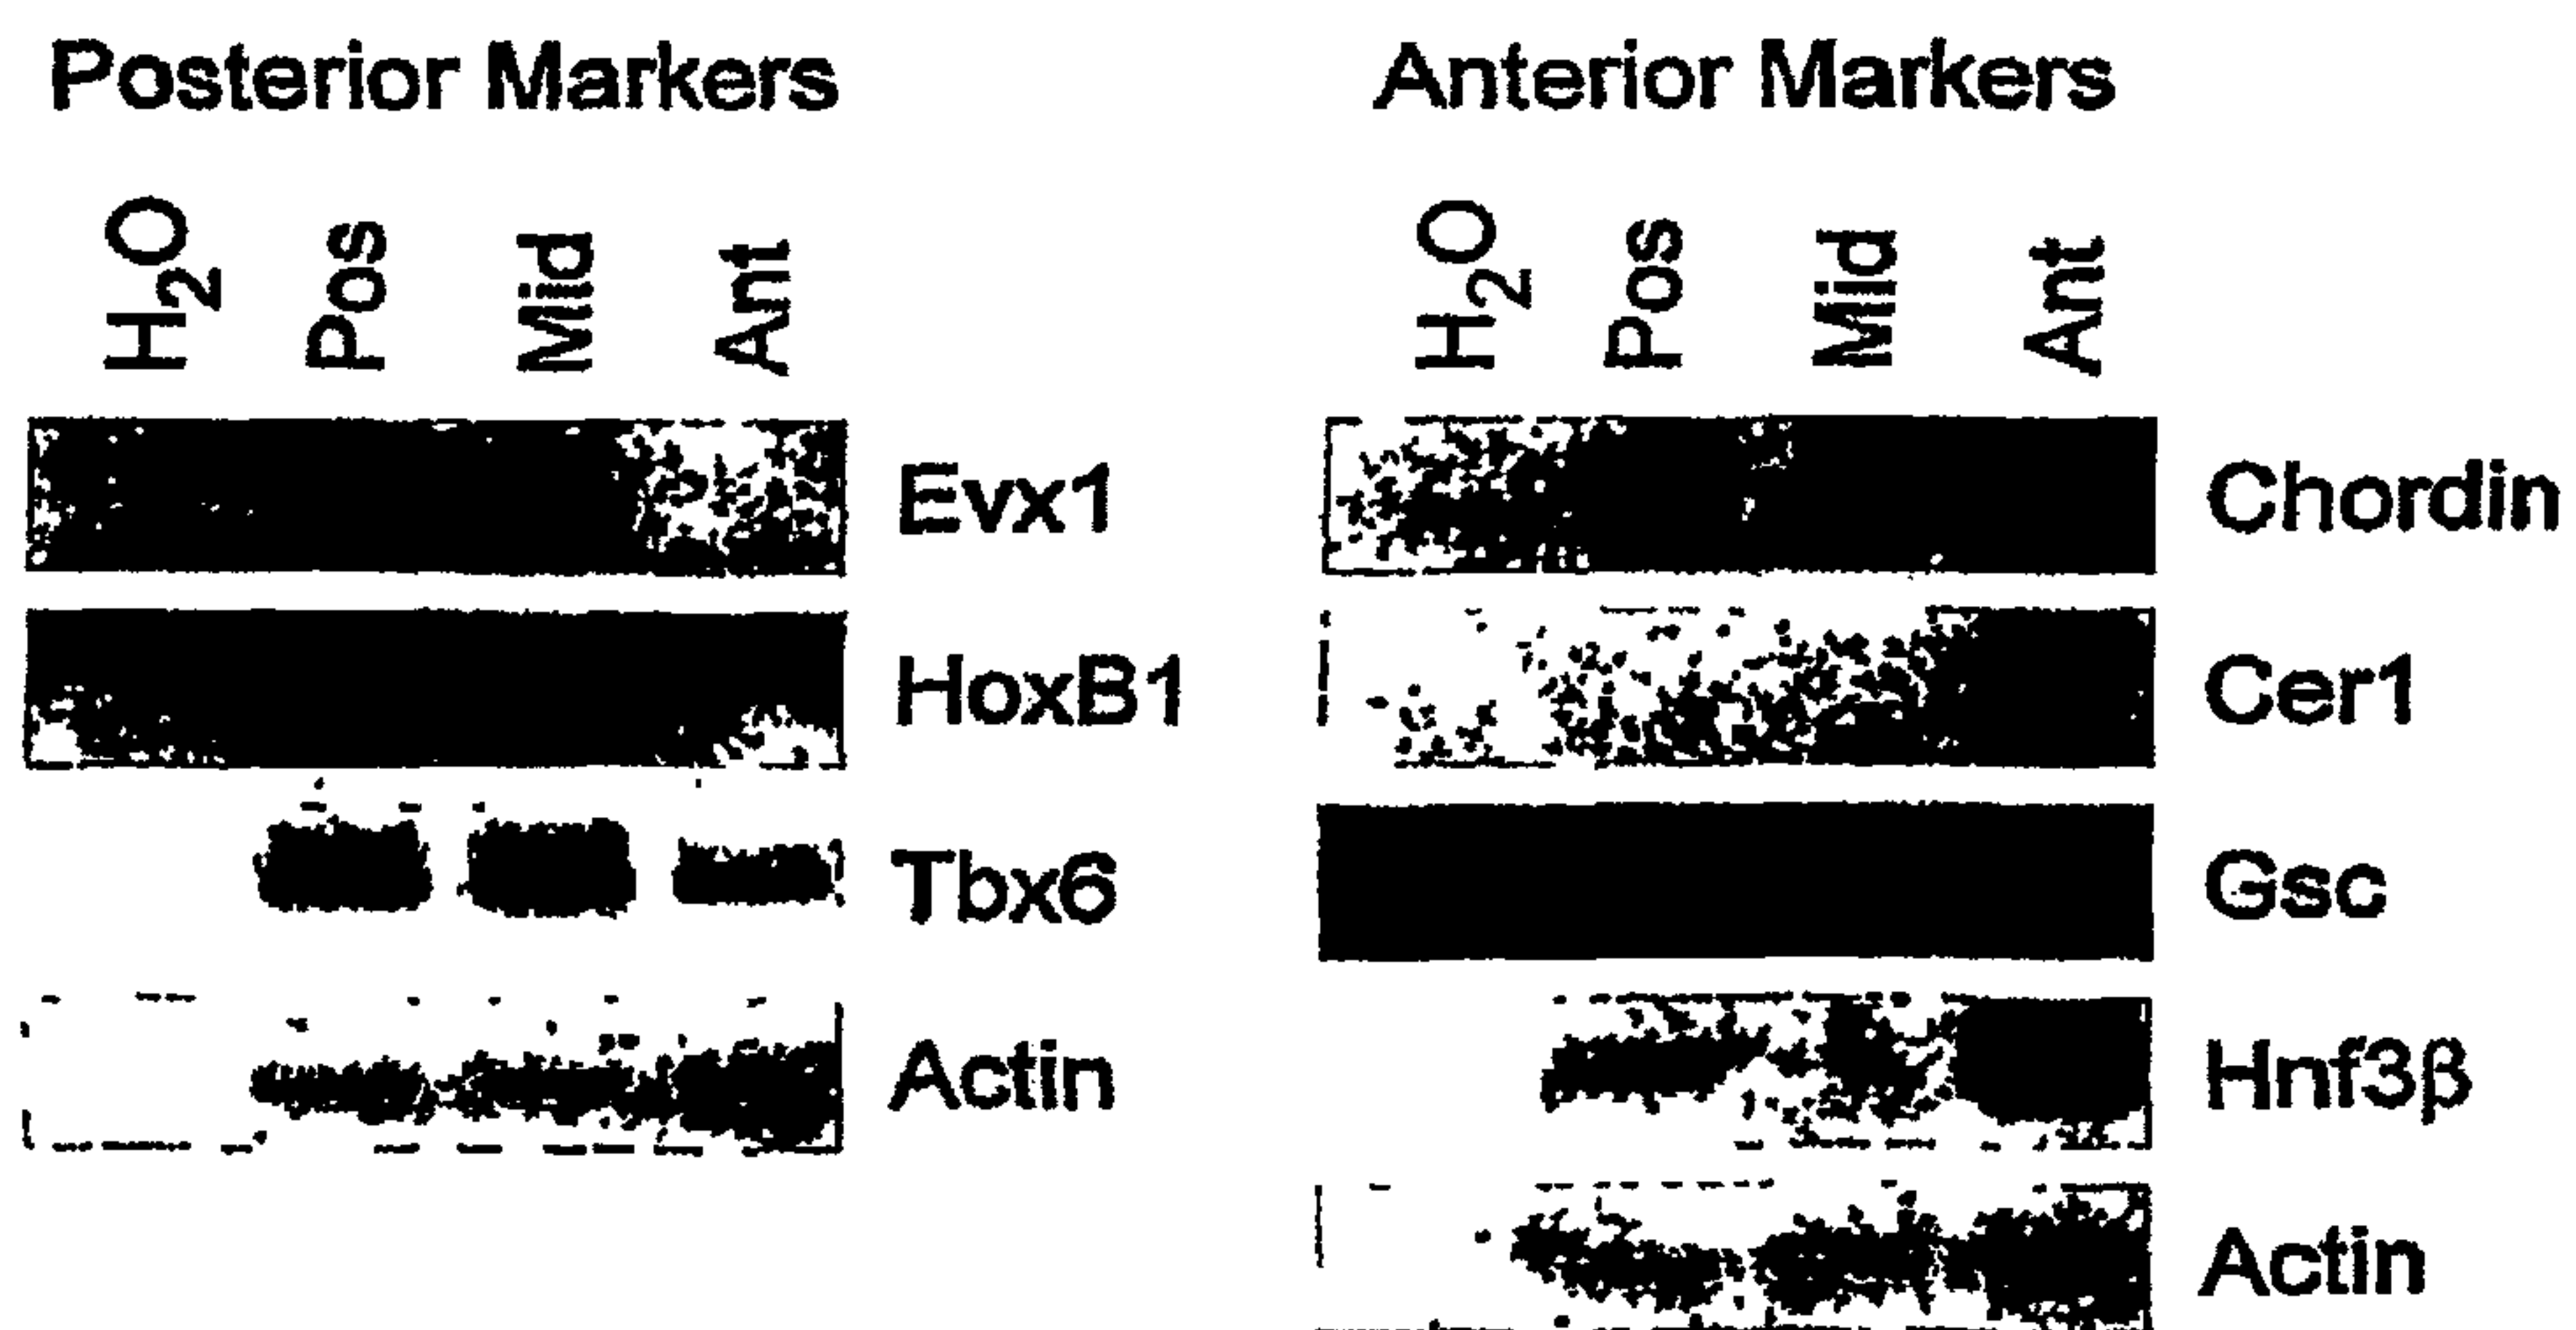 Posterior Markers
H₂O Pos Mid Ant
Evx1
HoxB1
Tbx6
Actin
Anterior Markers
H₂O Pos Mid Ant
Chordin
Cer1
Gsc
Hnf3β
Actin